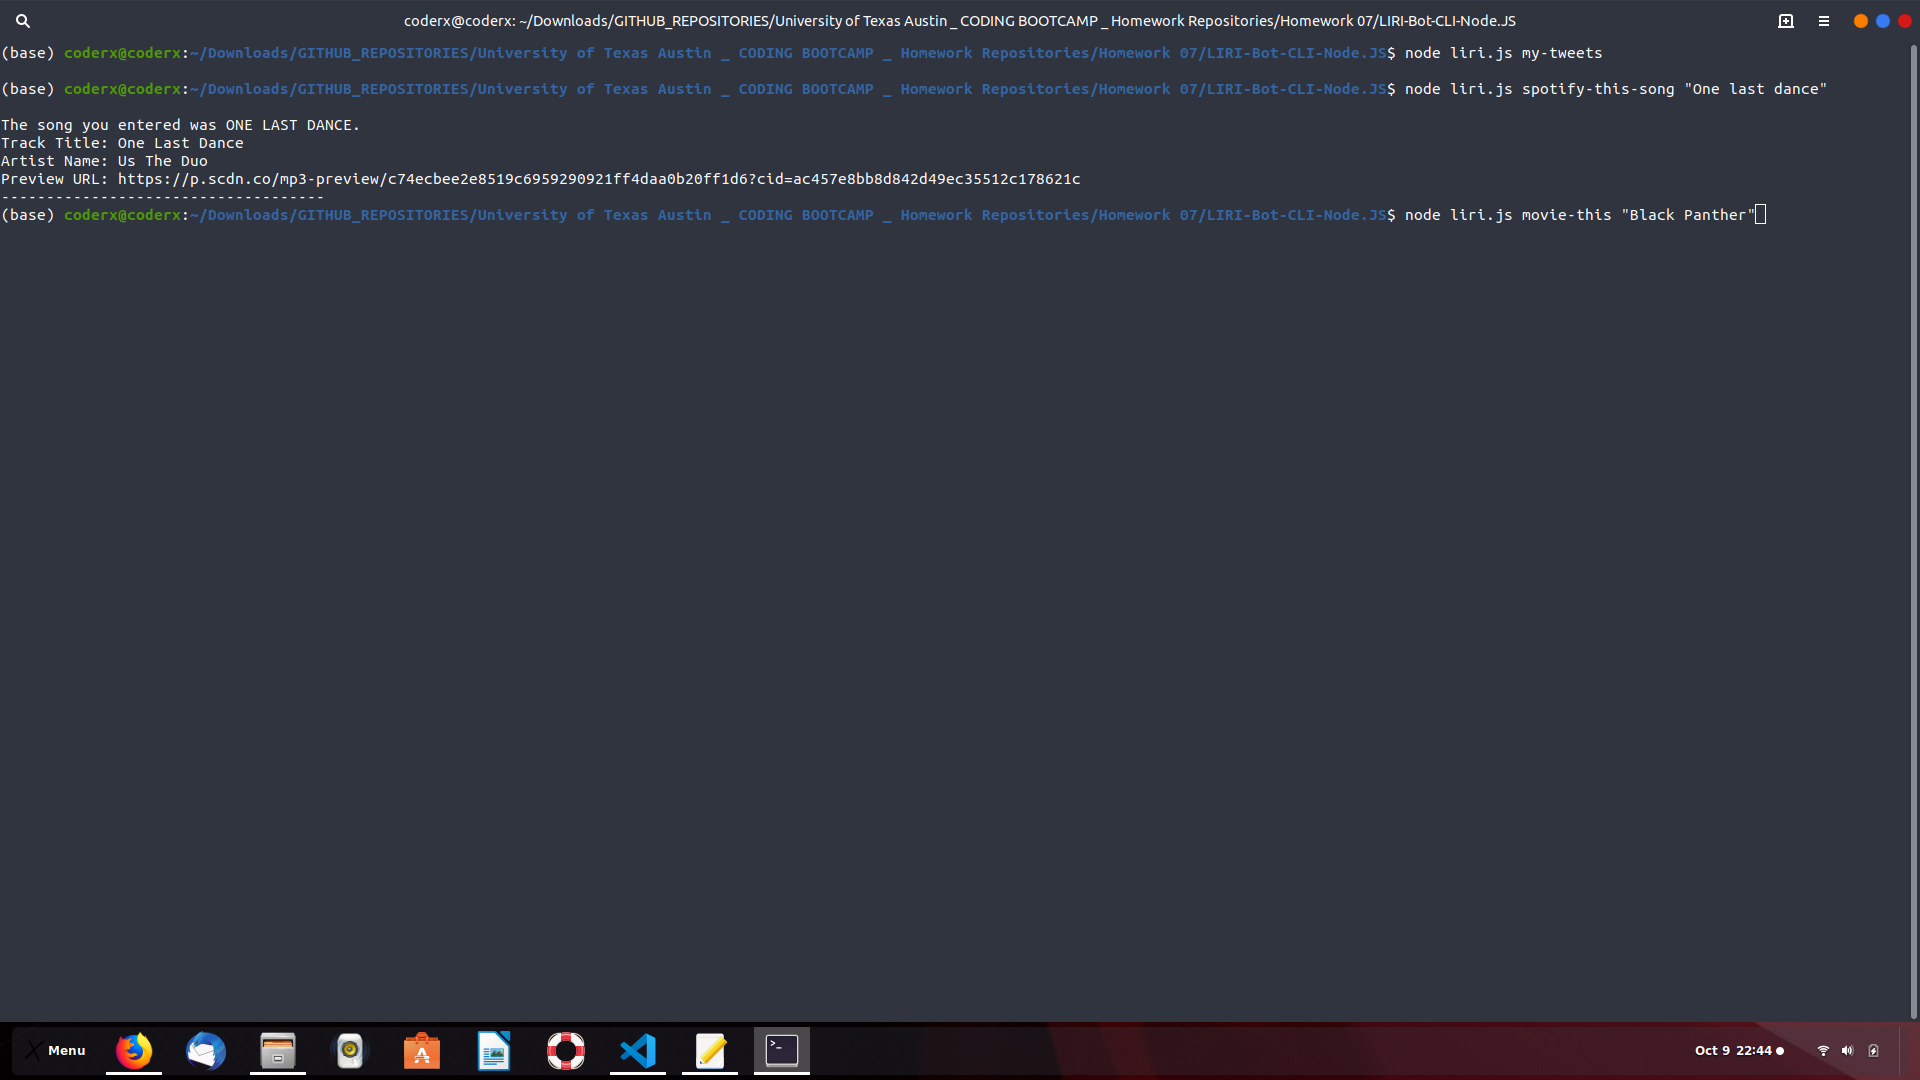 coderx@coderx: ~/Downloads/GITHUB_REPOSITORIES/University of Texas Austin _ CODING BOOTCAMP _ Homework Repositories/Homework 07/LIRI-Bot-CLI-Node.JS
(base) coderx@coderx:~/Downloads/GITHUB_REPOSITORIES/University of Texas Austin _ CODING BOOTCAMP _ Homework Repositories/Homework 07/LIRI-Bot-CLI-Node.JS$ node liri.js my-tweets
(base) coderx@coderx:~/Downloads/GITHUB_REPOSITORIES/University of Texas Austin _ CODING BOOTCAMP _ Homework Repositories/Homework 07/LIRI-Bot-CLI-Node.JS$ node liri.js spotify-this-song "One last dance"
The song you entered was ONE LAST DANCE.
Track Title: One Last Dance
Artist Name: Us The Duo
Preview URL: https://p.scdn.co/mp3-preview/c74ecbee2e8519c6959290921ff4daa0b20ff1d6?cid=ac457e8bb8d842d49ec35512c178621c
------------------------------------
(base) coderx@coderx:~/Downloads/GITHUB_REPOSITORIES/University of Texas Austin _ CODING BOOTCAMP _ Homework Repositories/Homework 07/LIRI-Bot-CLI-Node.JS$ node liri.js movie-this "Black Panther"
Menu
Oct 9 22:44